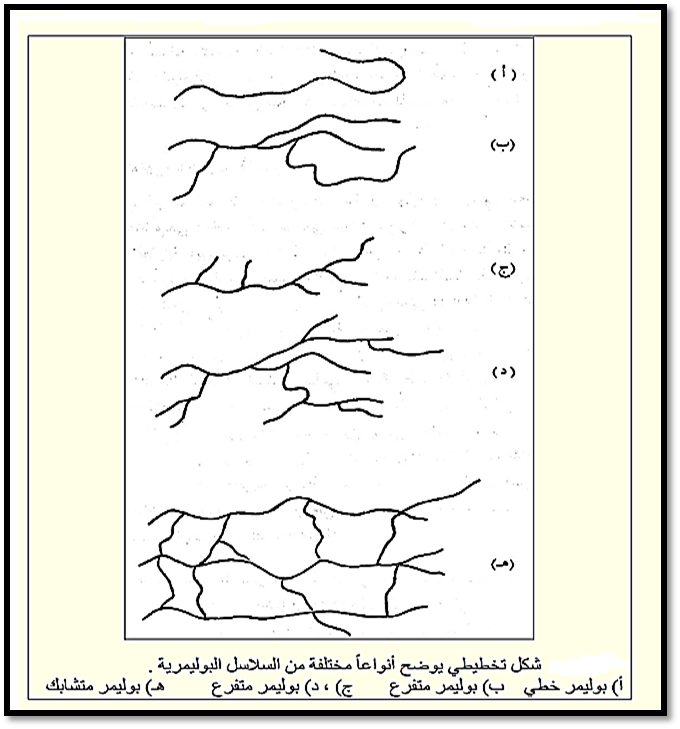 (أ)
(ب)
(ج)
(د)
(هـ)
شكل تخطيطي يوضح أنواعاً مختلفة من السلاسل البوليمرية .
أ) بوليمر خطي ب) بوليمر متفرع ج) ، د) بوليمر متفرع هـ) بوليمر متشابك